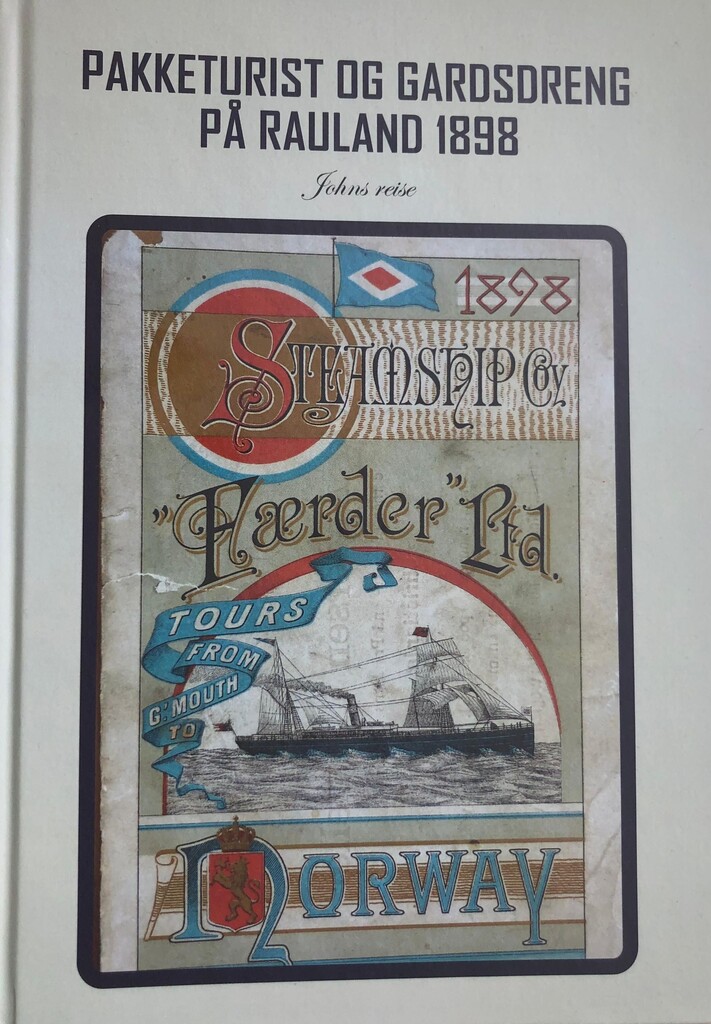 PAKKETURIST OG GARDSDRENG
PÅ RAULAND 1898
Johns reise
1898
STEAMSHIP Coy.
"Færder" Ltd.
TOURS
FROM
G'MOUTH
TO
NORWAY